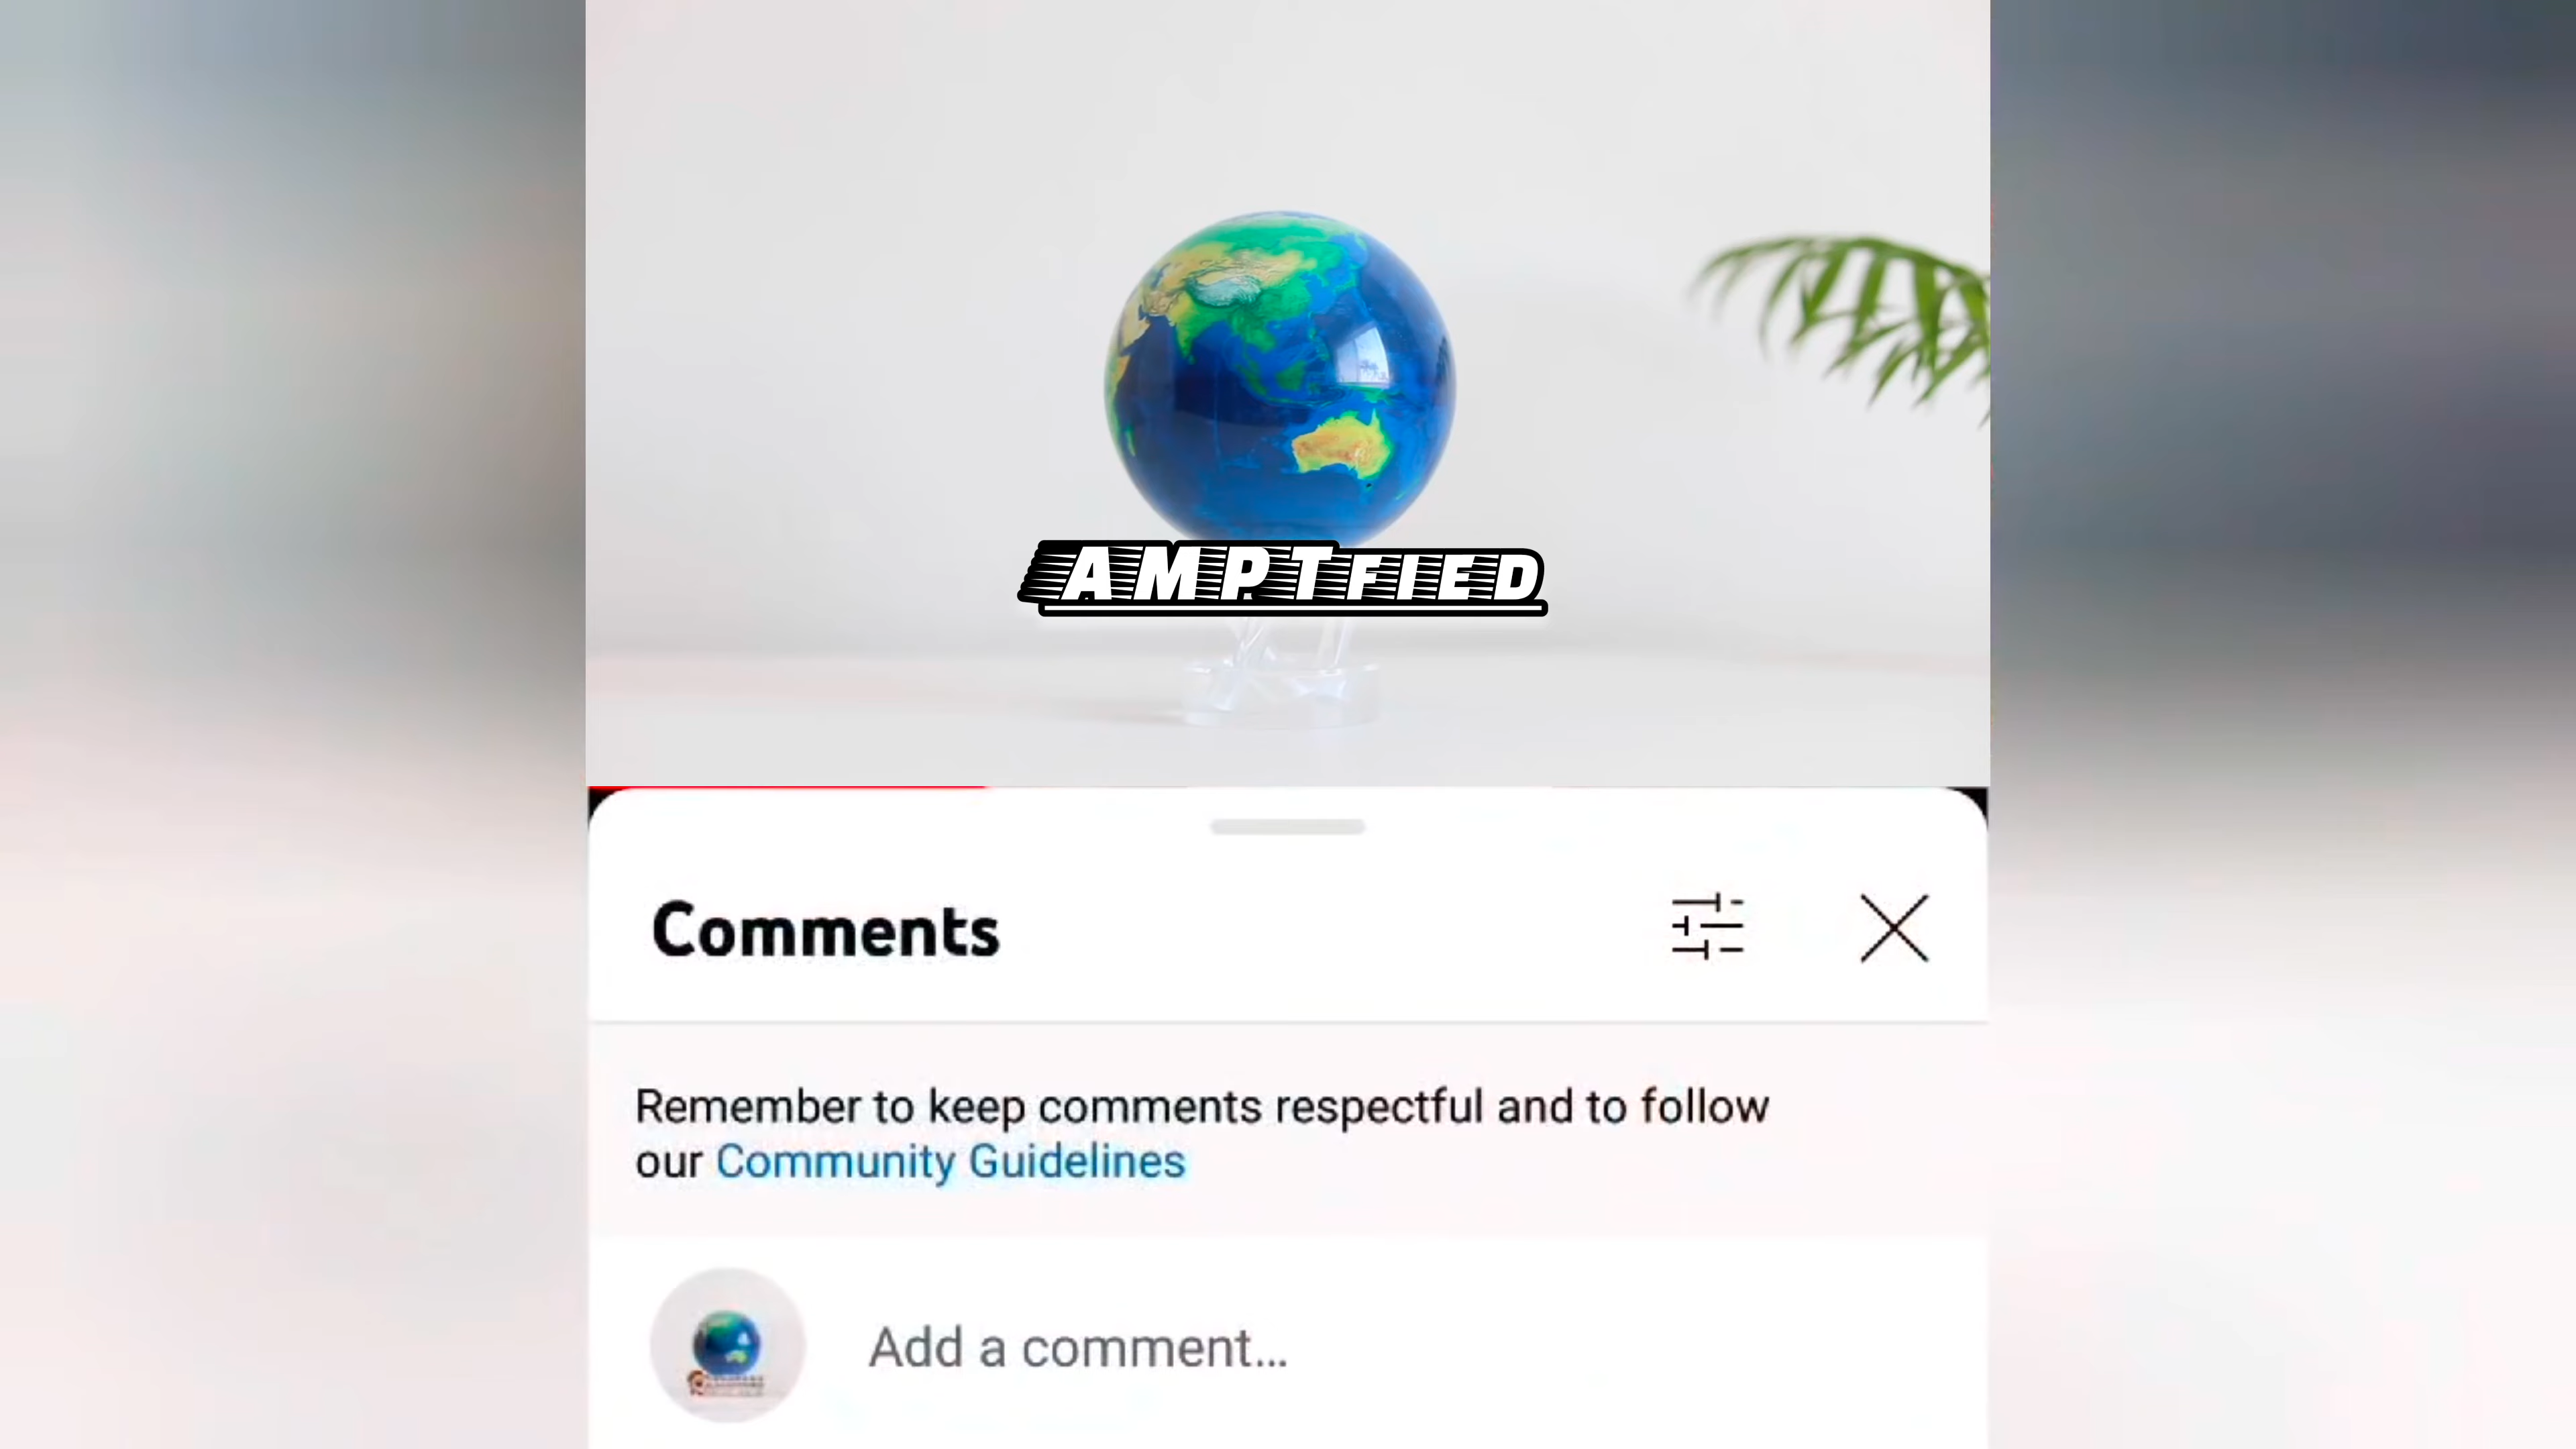 AMPTFIED
Comments
Remember to keep comments respectful and to follow
our Community Guidelines
Add a comment...